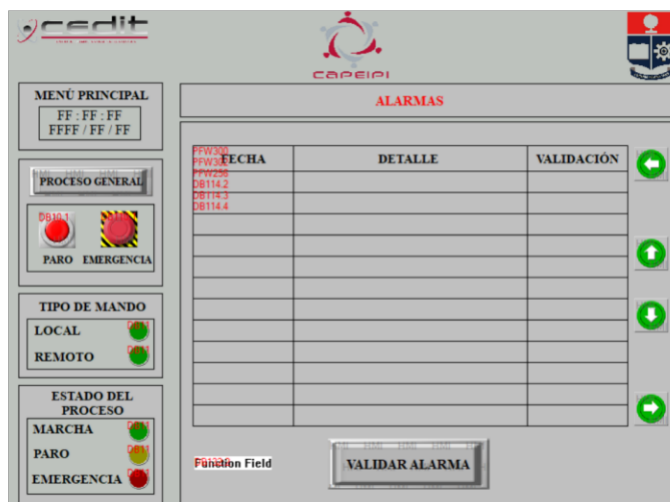 cedit
CAPEIPI
MENÚ PRINCIPAL
FF : FF : FF
FFFF / FF / FF
ALARMAS
PROCESO GENERAL
DB10.1
PARO EMERGENCIA
TIPO DE MANDO
LOCAL
REMOTO
ESTADO DEL
PROCESO
MARCHA
PARO
EMERGENCIA
PFW300
FECHA DETALLE VALIDACIÓN
PFW302
PFW256
DB114.2
DB114.3
DB114.4
Function Field
VALIDAR ALARMA